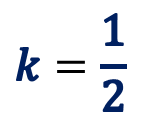 k = 1/2